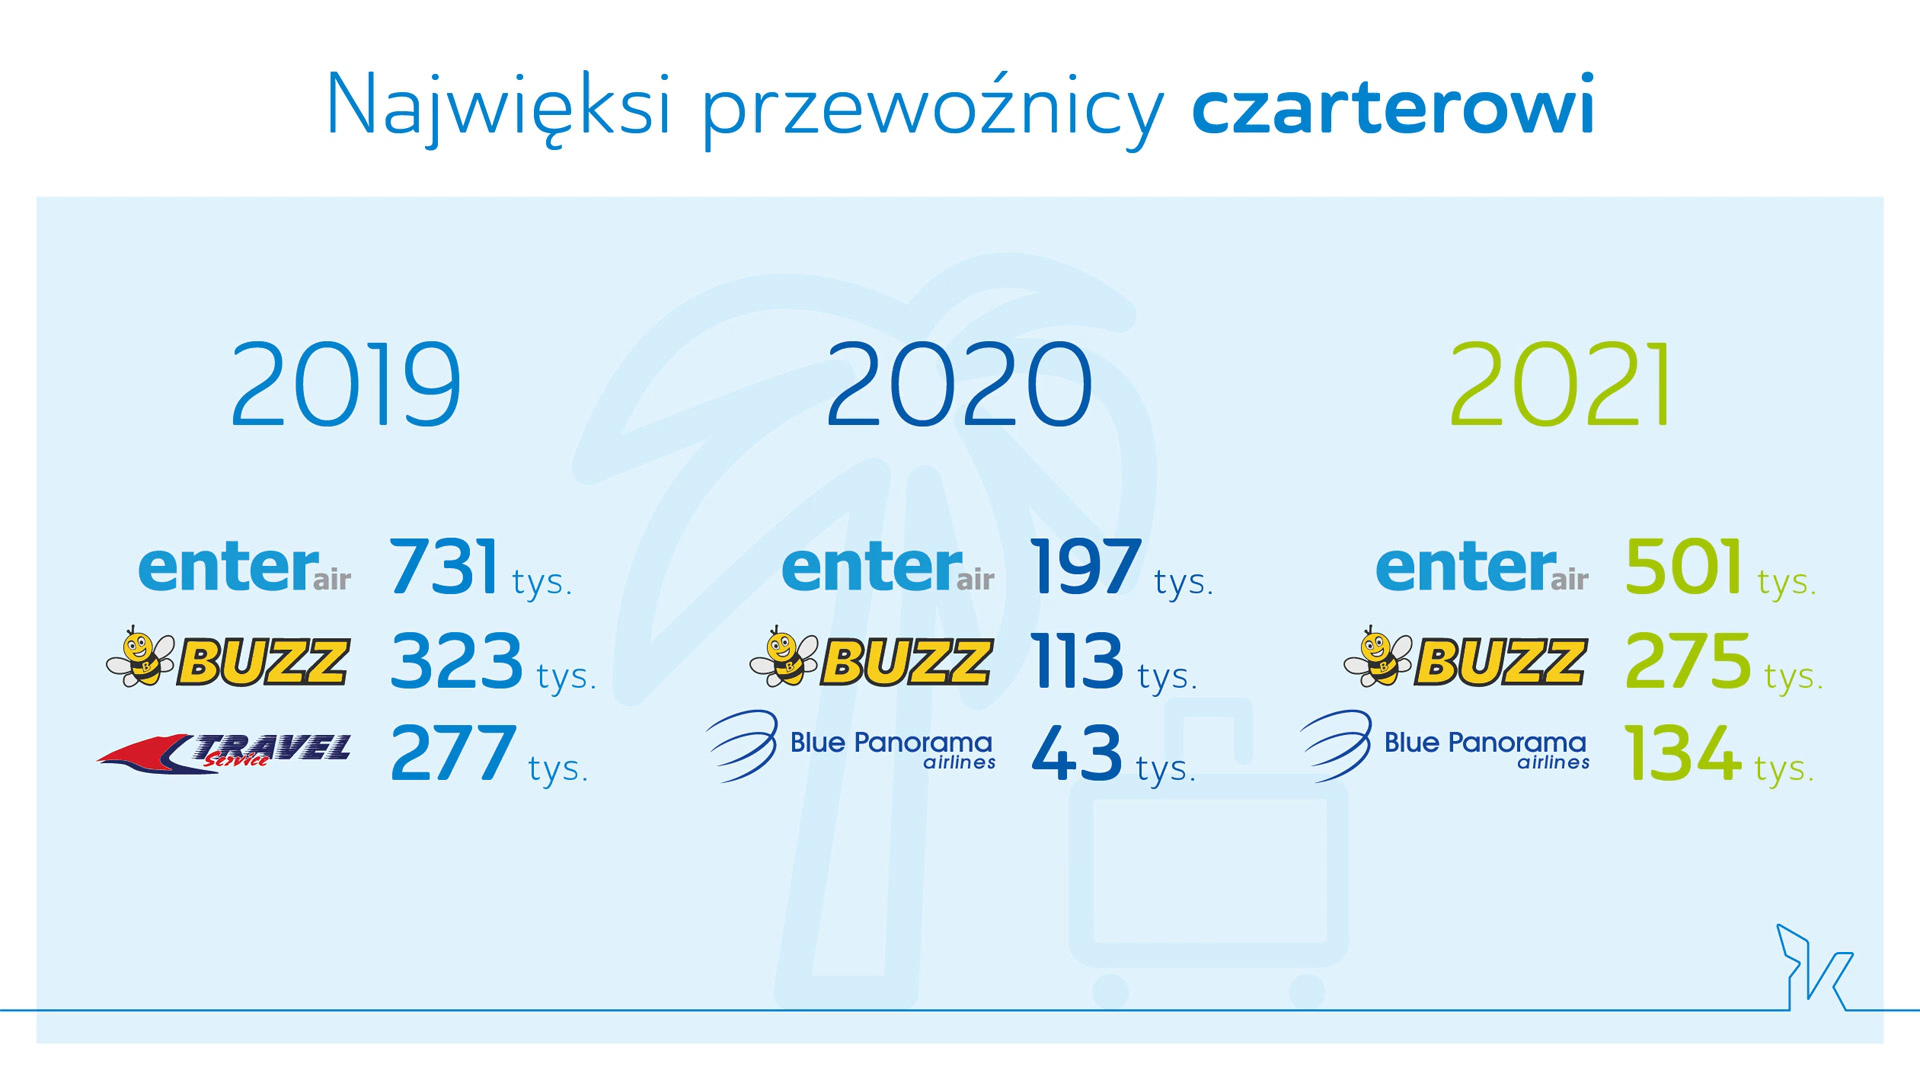 Najwięksi przewoźnicy czarterowi
2019
enter air 731 tys.
BUZZ 323 tys.
TRAVEL Service 277 tys.
2020
enter air 197 tys.
BUZZ 113 tys.
Blue Panorama airlines 43 tys.
2021
enter air 501 tys.
BUZZ 275 tys.
Blue Panorama airlines 134 tys.